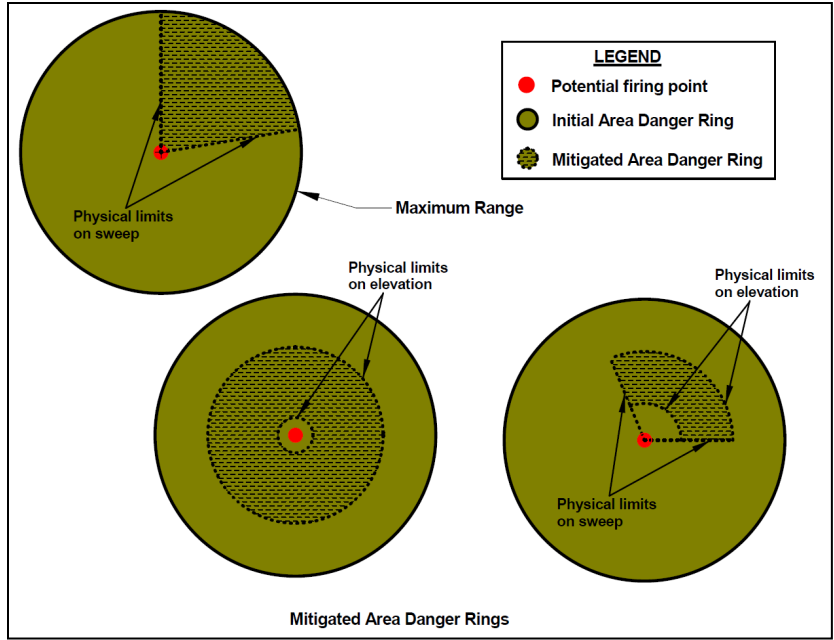 LEGEND
Potential firing point
Initial Area Danger Ring
Mitigated Area Danger Ring
Physical limits
on sweep
Maximum Range
Physical limits
on elevation
Physical limits
on elevation
Physical limits
on sweep
Mitigated Area Danger Rings